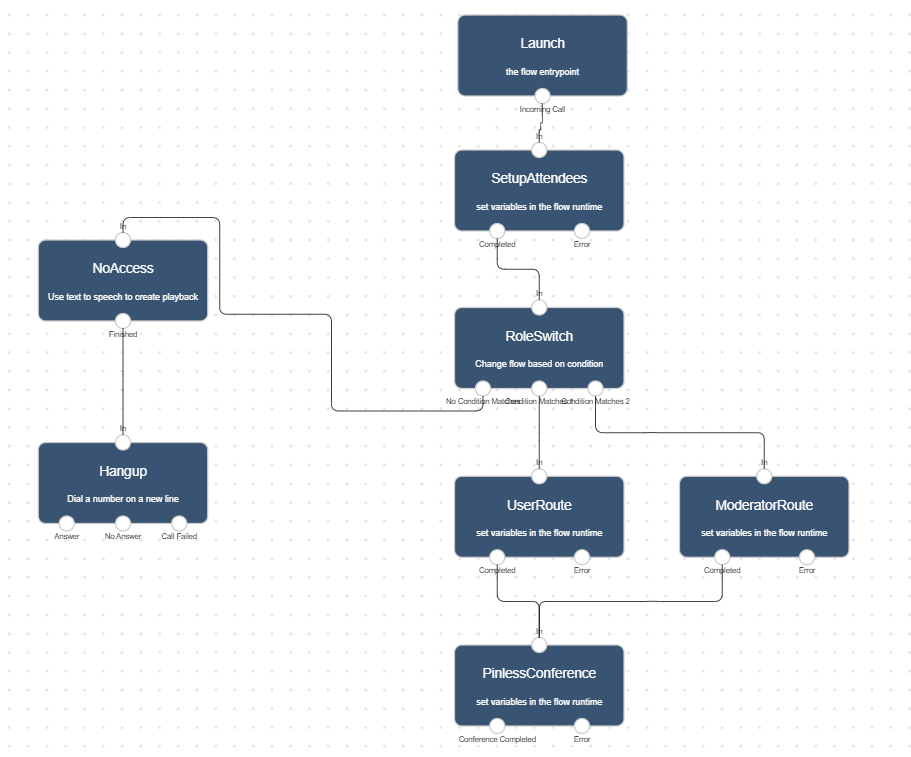 Launch
the flow entrypoint
Incoming Call
In
SetupAttendees
set variables in the flow runtime
Completed
Error
In
NoAccess
Use text to speech to create playback
Finished
In
RoleSwitch
Change flow based on condition
No Condition Matches
Condition Matches 1
Condition Matches 2
In
Hangup
Dial a number on a new line
Answer
No Answer
Call Failed
In
UserRoute
set variables in the flow runtime
Completed
Error
In
ModeratorRoute
set variables in the flow runtime
Completed
Error
In
PinlessConference
set variables in the flow runtime
Conference Completed
Error